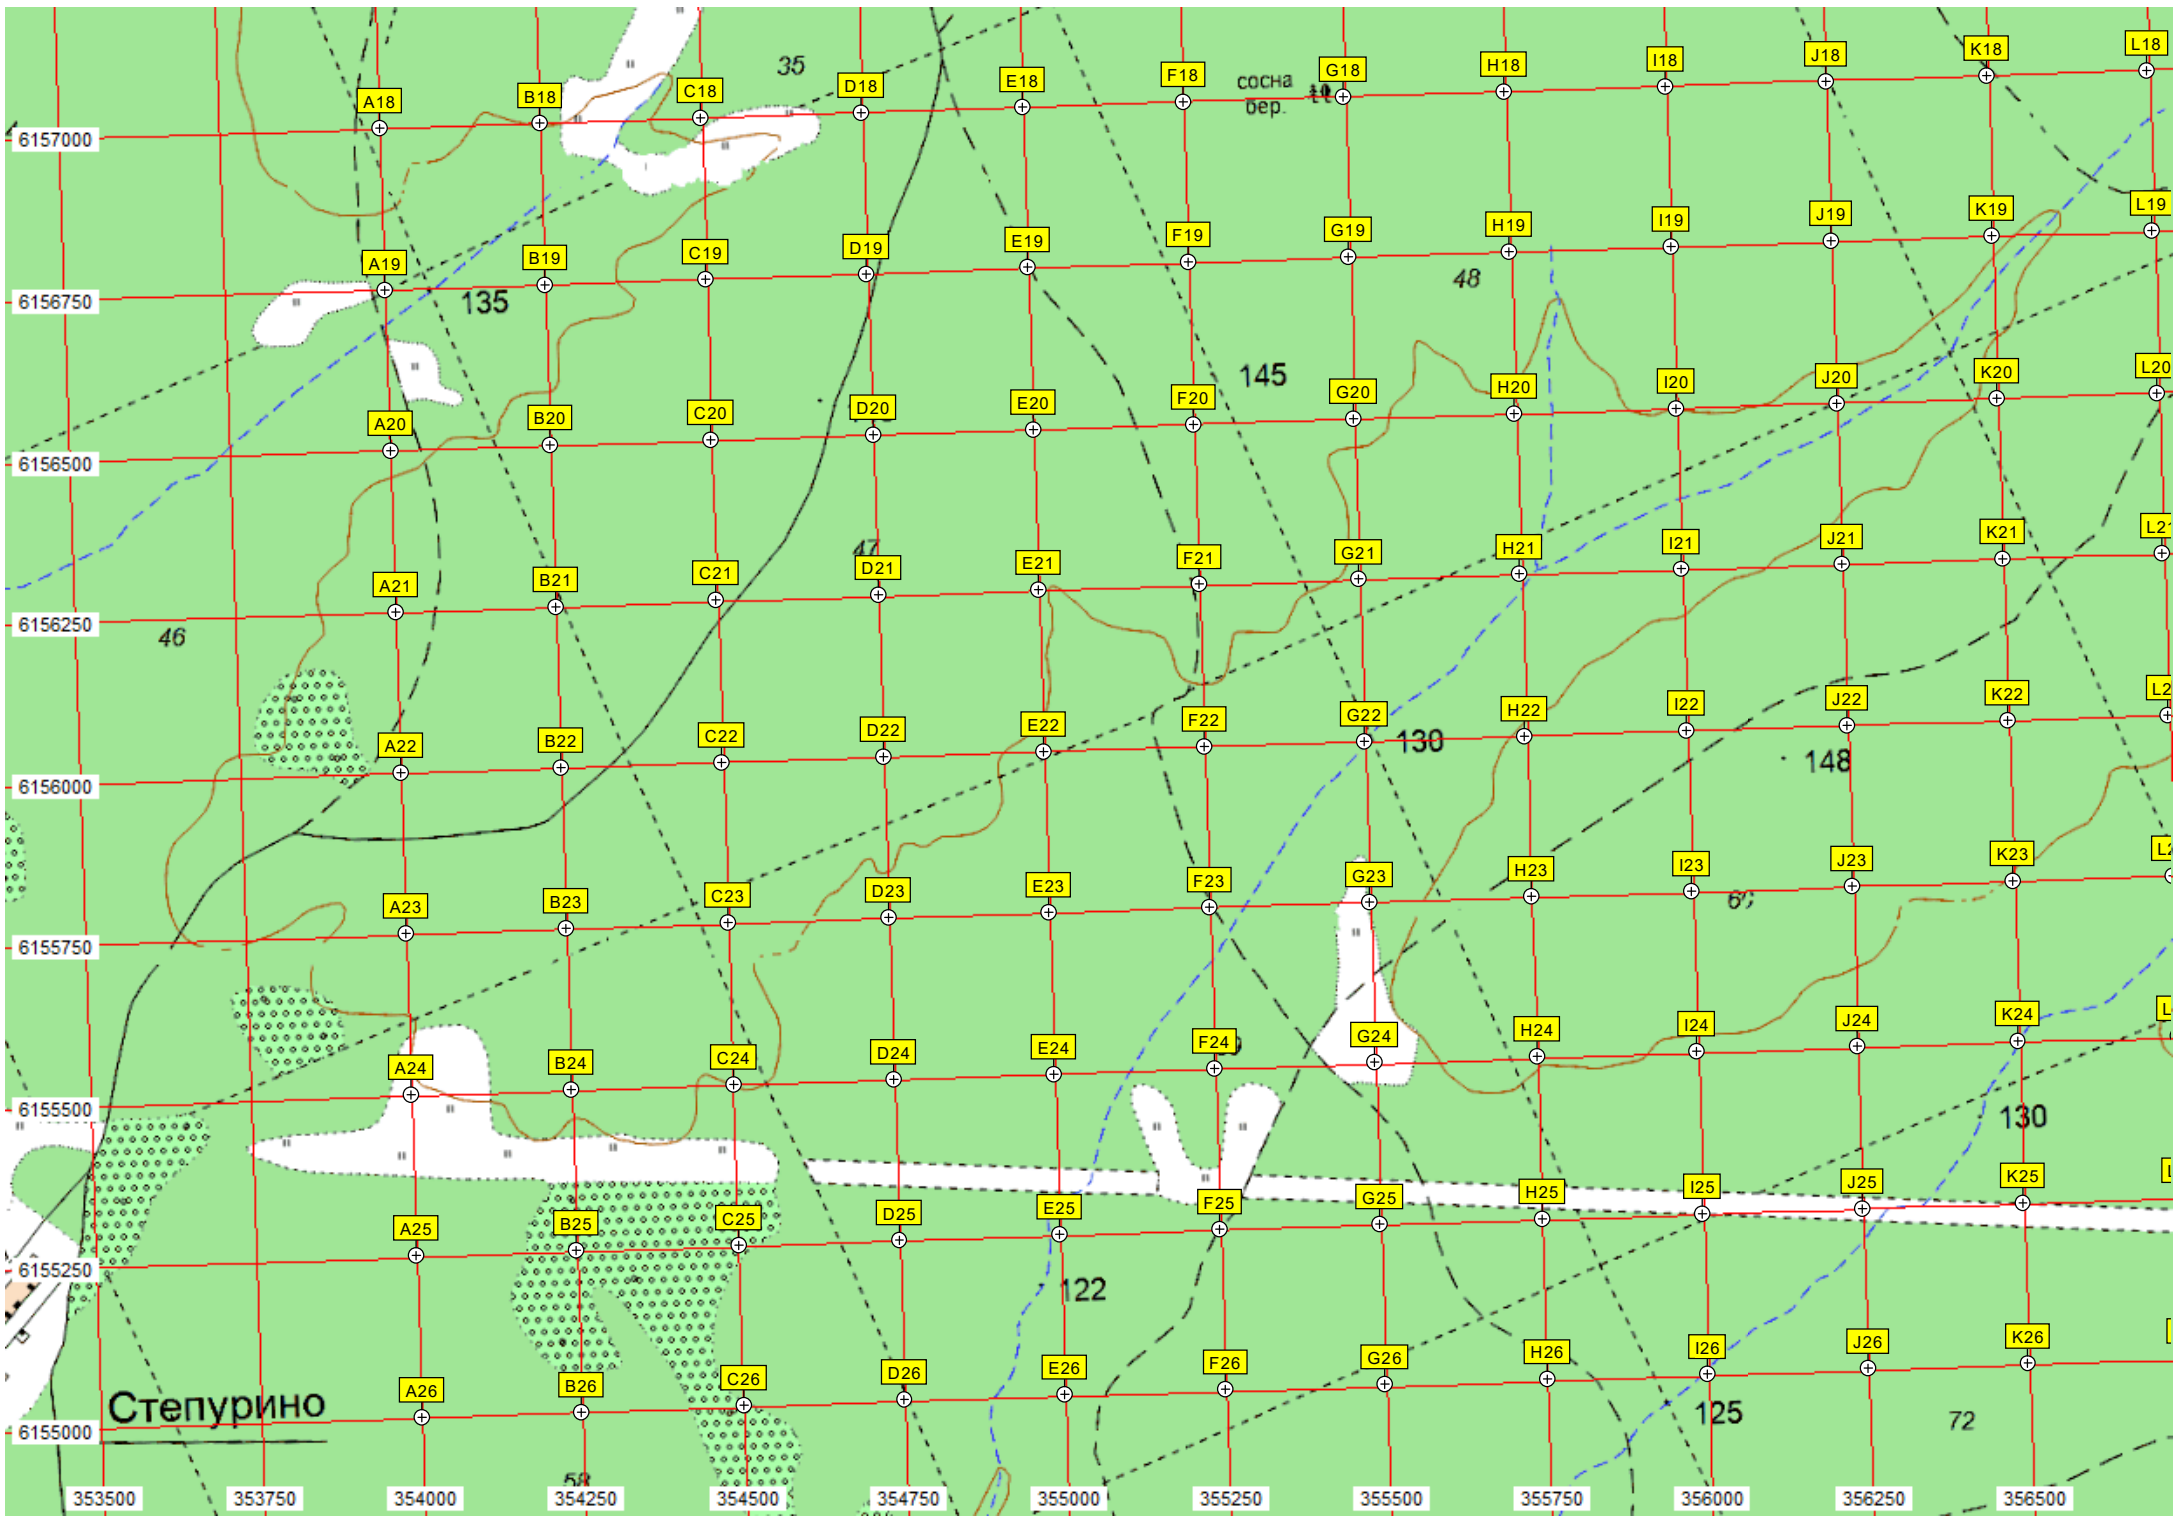 35
сосна
бер.
A18 B18 C18 D18 E18 F18 G18 H18 I18 J18 K18 L18
6157000
A19 B19 C19 D19 E19 F19 G19 H19 I19 J19 K19 L19
6156750
135
48
145
A20 B20 C20 D20 E20 F20 G20 H20 I20 J20 K20 L20
6156500
47
A21 B21 C21 D21 E21 F21 G21 H21 I21 J21 K21
6156250
46
A22 B22 C22 D22 E22 F22 G22 H22 I22 J22 K22
130
148
6156000
A23 B23 C23 D23 E23 F23 G23 H23 I23 J23 K23
6155750
A24 B24 C24 D24 E24 F24 G24 H24 I24 J24 K24
6155500
130
A25 B25 C25 D25 E25 F25 G25 H25 I25 J25 K25
6155250
122
A26 B26 C26 D26 E26 F26 G26 H26 I26 J26 K26
Степурино
125
72
6155000
58
353500 353750 354000 354250 354500 354750 355000 355250 355500 355750 356000 356250 356500